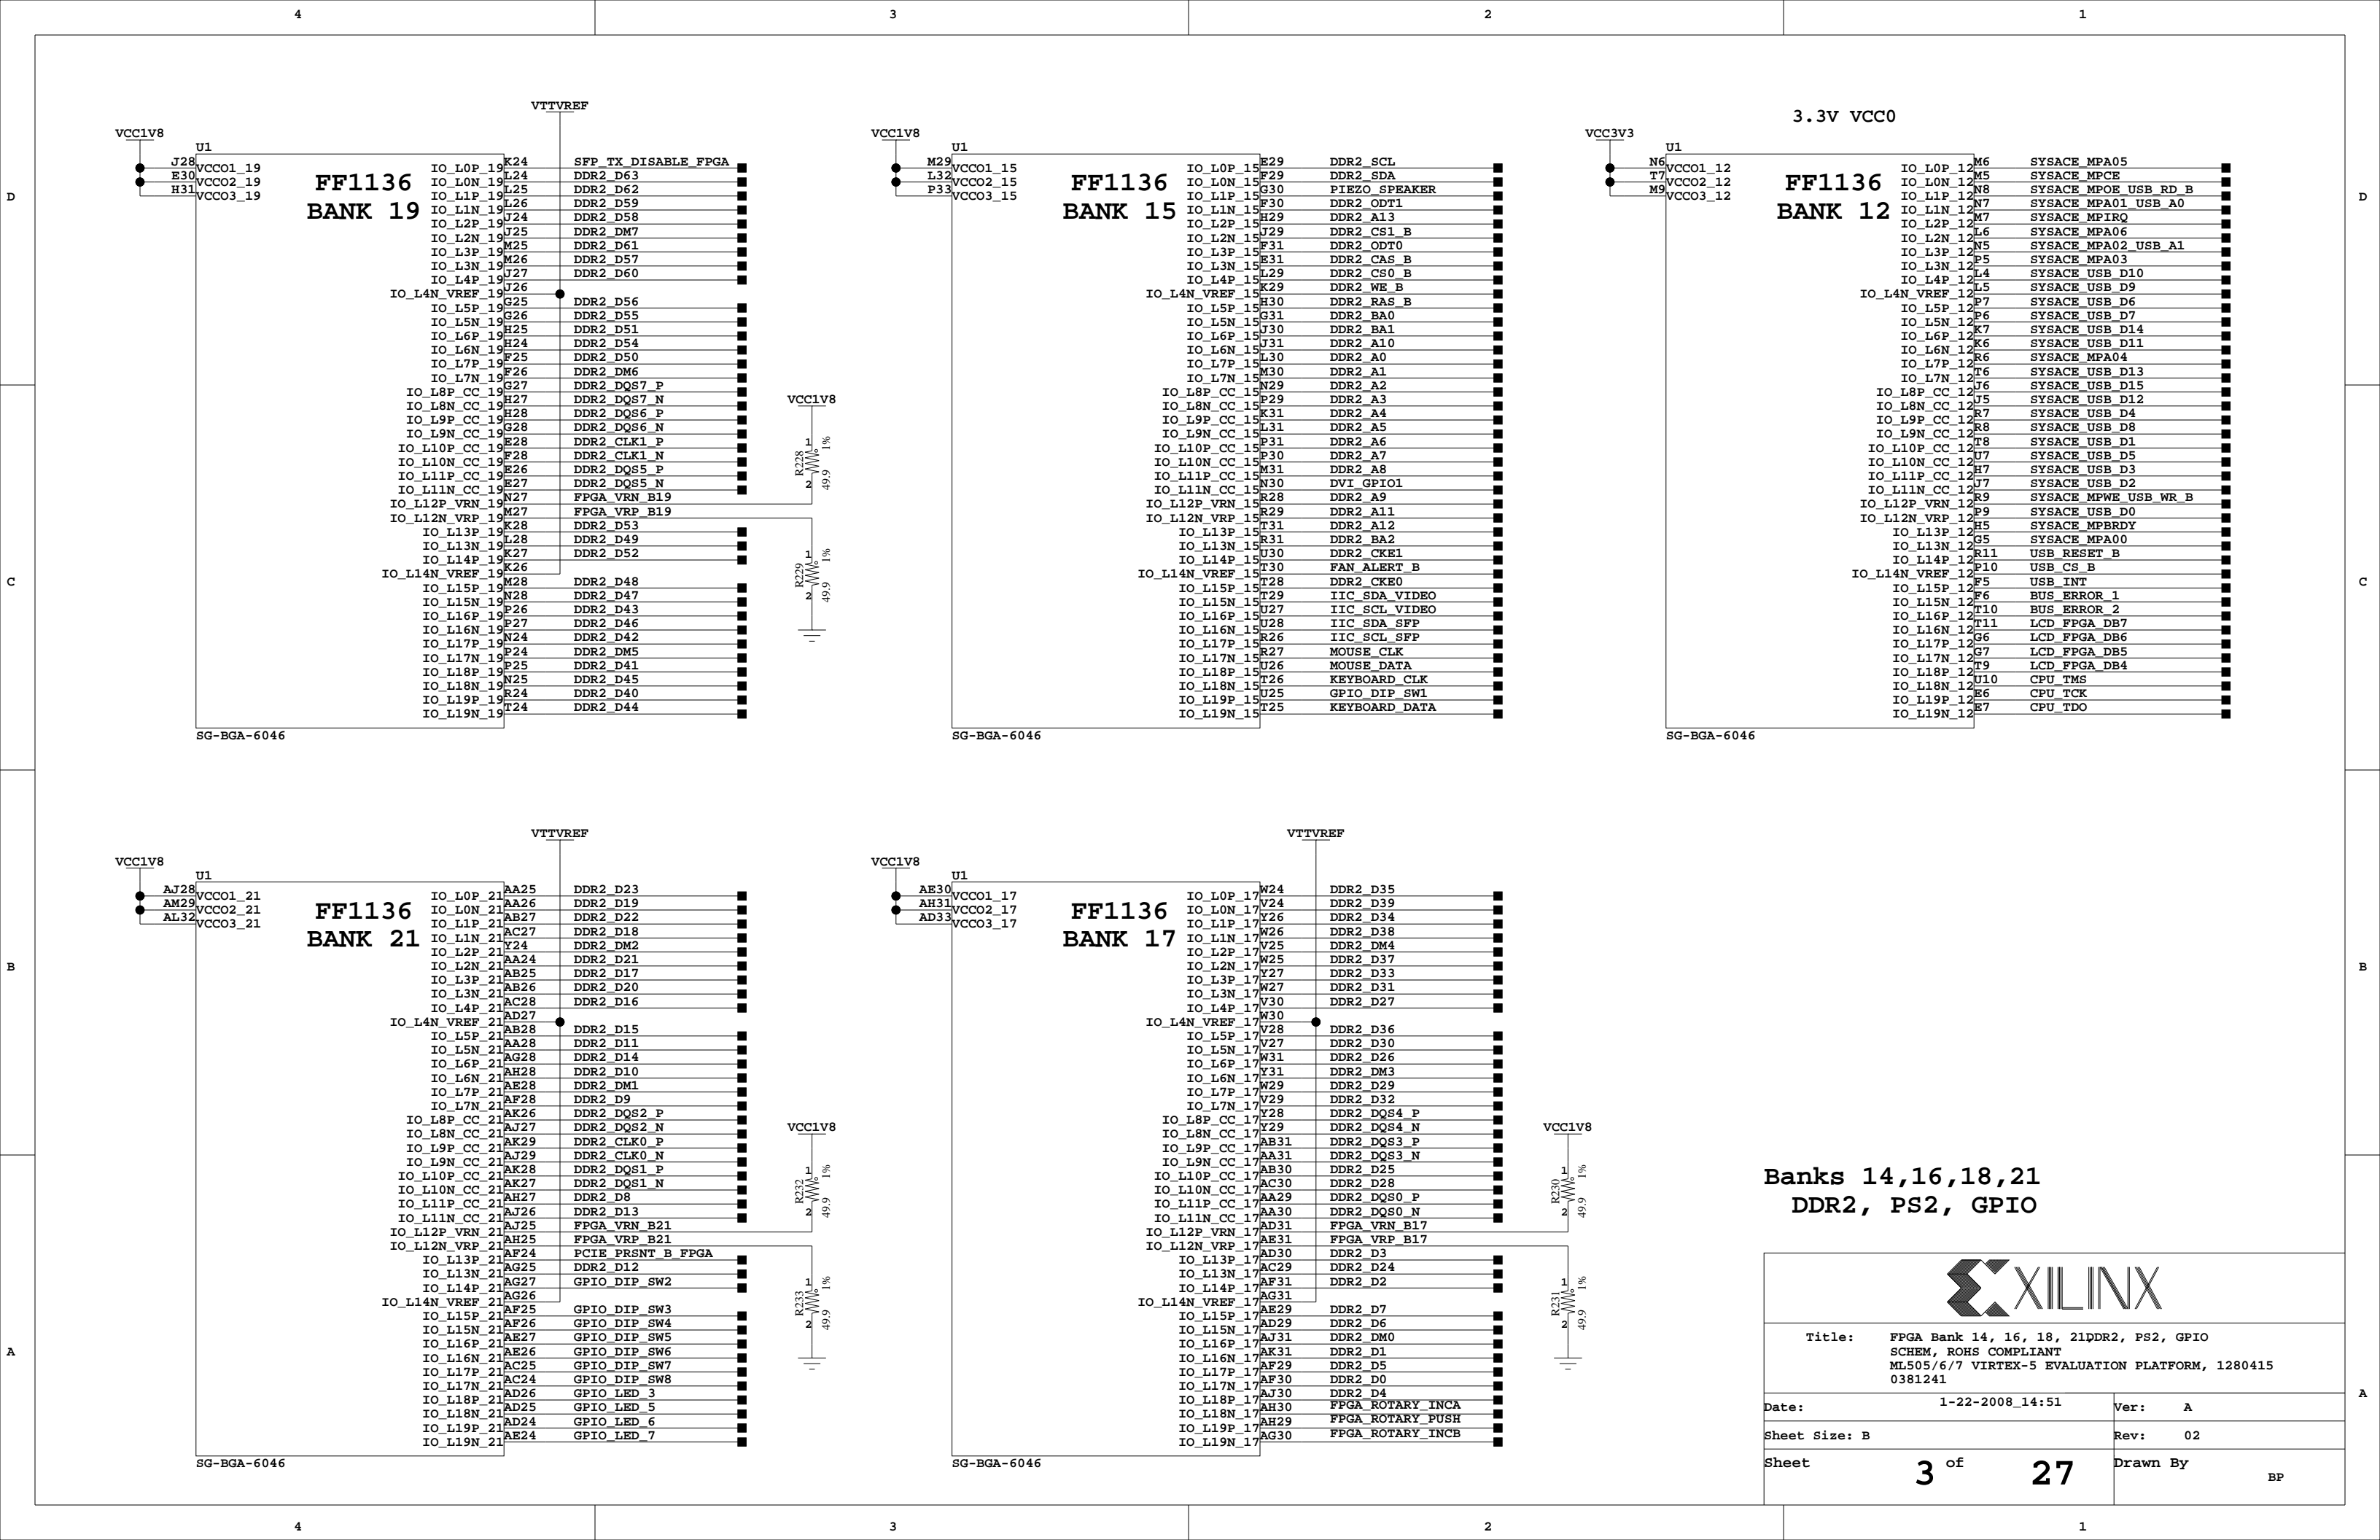 4 3 2 1
D
C
B
A
VCC1V8
VTTVREF
U1
FF1136
BANK 19
J28 VCCO1_19
E30 VCCO2_19
H31 VCCO3_19
IO_L0P_19 K24 SFP_TX_DISABLE_FPGA
IO_L0N_19 L24 DDR2_D63
IO_L1P_19 L25 DDR2_D62
IO_L1N_19 L26 DDR2_D59
IO_L2P_19 J24 DDR2_D58
IO_L2N_19 J25 DDR2_DM7
IO_L3P_19 M25 DDR2_D61
IO_L3N_19 M26 DDR2_D57
IO_L4P_19 J27 DDR2_D60
IO_L4N_VREF_19 J26
IO_L5P_19 G25 DDR2_D56
IO_L5N_19 G26 DDR2_D55
IO_L6P_19 H25 DDR2_D51
IO_L6N_19 H24 DDR2_D54
IO_L7P_19 F25 DDR2_D50
IO_L7N_19 F26 DDR2_DM6
IO_L8P_CC_19 G27 DDR2_DQS7_P
IO_L8N_CC_19 H27 DDR2_DQS7_N
IO_L9P_CC_19 H28 DDR2_DQS6_P
IO_L9N_CC_19 G28 DDR2_DQS6_N
IO_L10P_CC_19 E28 DDR2_CLK1_P
IO_L10N_CC_19 F28 DDR2_CLK1_N
IO_L11P_CC_19 E26 DDR2_DQS5_P
IO_L11N_CC_19 E27 DDR2_DQS5_N
IO_L12P_VRN_19 N27 FPGA_VRN_B19
IO_L12N_VRP_19 M27 FPGA_VRP_B19
IO_L13P_19 K28 DDR2_D53
IO_L13N_19 L28 DDR2_D49
IO_L14P_19 K27 DDR2_D52
IO_L14N_VREF_19 K26
IO_L15P_19 M28 DDR2_D48
IO_L15N_19 N28 DDR2_D47
IO_L16P_19 P26 DDR2_D43
IO_L16N_19 P27 DDR2_D46
IO_L17P_19 N24 DDR2_D42
IO_L17N_19 P24 DDR2_DM5
IO_L18P_19 P25 DDR2_D41
IO_L18N_19 N25 DDR2_D45
IO_L19P_19 R24 DDR2_D40
IO_L19N_19 T24 DDR2_D44
SG-BGA-6046
VCC1V8
1 R228 2 49.9 1%
1 R229 2 49.9 1%
VCC1V8
U1
FF1136
BANK 15
M29 VCCO1_15
L32 VCCO2_15
P33 VCCO3_15
IO_L0P_15 E29 DDR2_SCL
IO_L0N_15 F29 DDR2_SDA
IO_L1P_15 G30 PIEZO_SPEAKER
IO_L1N_15 F30 DDR2_ODT1
IO_L2P_15 H29 DDR2_A13
IO_L2N_15 J29 DDR2_CS1_B
IO_L3P_15 F31 DDR2_ODT0
IO_L3N_15 E31 DDR2_CAS_B
IO_L4P_15 L29 DDR2_CS0_B
IO_L4N_VREF_15 K29 DDR2_WE_B
IO_L5P_15 H30 DDR2_RAS_B
IO_L5N_15 G31 DDR2_BA0
IO_L6P_15 J30 DDR2_BA1
IO_L6N_15 J31 DDR2_A10
IO_L7P_15 L30 DDR2_A0
IO_L7N_15 M30 DDR2_A1
IO_L8P_CC_15 N29 DDR2_A2
IO_L8N_CC_15 P29 DDR2_A3
IO_L9P_CC_15 K31 DDR2_A4
IO_L9N_CC_15 L31 DDR2_A5
IO_L10P_CC_15 P31 DDR2_A6
IO_L10N_CC_15 P30 DDR2_A7
IO_L11P_CC_15 M31 DDR2_A8
IO_L11N_CC_15 N30 DVI_GPIO1
IO_L12P_VRN_15 R28 DDR2_A9
IO_L12N_VRP_15 R29 DDR2_A11
IO_L13P_15 T31 DDR2_A12
IO_L13N_15 R31 DDR2_BA2
IO_L14P_15 U30 DDR2_CKE1
IO_L14N_VREF_15 T30 FAN_ALERT_B
IO_L15P_15 T28 DDR2_CKE0
IO_L15N_15 T29 IIC_SDA_VIDEO
IO_L16P_15 U27 IIC_SCL_VIDEO
IO_L16N_15 U28 IIC_SDA_SFP
IO_L17P_15 R26 IIC_SCL_SFP
IO_L17N_15 R27 MOUSE_CLK
IO_L18P_15 U26 MOUSE_DATA
IO_L18N_15 T26 KEYBOARD_CLK
IO_L19P_15 U25 GPIO_DIP_SW1
IO_L19N_15 T25 KEYBOARD_DATA
SG-BGA-6046
3.3V VCC0
VCC3V3
U1
FF1136
BANK 12
N6 VCCO1_12
T7 VCCO2_12
M9 VCCO3_12
IO_L0P_12 M6 SYSACE_MPA05
IO_L0N_12 M5 SYSACE_MPCE
IO_L1P_12 N8 SYSACE_MPOE_USB_RD_B
IO_L1N_12 N7 SYSACE_MPA01_USB_A0
IO_L2P_12 M7 SYSACE_MPIRQ
IO_L2N_12 L6 SYSACE_MPA06
IO_L3P_12 N5 SYSACE_MPA02_USB_A1
IO_L3N_12 P5 SYSACE_MPA03
IO_L4P_12 L4 SYSACE_USB_D10
IO_L4N_VREF_12 L5 SYSACE_USB_D9
IO_L5P_12 P7 SYSACE_USB_D6
IO_L5N_12 P6 SYSACE_USB_D7
IO_L6P_12 K7 SYSACE_USB_D14
IO_L6N_12 K6 SYSACE_USB_D11
IO_L7P_12 R6 SYSACE_MPA04
IO_L7N_12 T6 SYSACE_USB_D13
IO_L8P_CC_12 J6 SYSACE_USB_D15
IO_L8N_CC_12 J5 SYSACE_USB_D12
IO_L9P_CC_12 R7 SYSACE_USB_D4
IO_L9N_CC_12 R8 SYSACE_USB_D8
IO_L10P_CC_12 T8 SYSACE_USB_D1
IO_L10N_CC_12 U7 SYSACE_USB_D5
IO_L11P_CC_12 H7 SYSACE_USB_D3
IO_L11N_CC_12 J7 SYSACE_USB_D2
IO_L12P_VRN_12 R9 SYSACE_MPWE_USB_WR_B
IO_L12N_VRP_12 P9 SYSACE_USB_D0
IO_L13P_12 H5 SYSACE_MPBRDY
IO_L13N_12 G5 SYSACE_MPA00
IO_L14P_12 R11 USB_RESET_B
IO_L14N_VREF_12 P10 USB_CS_B
IO_L15P_12 F5 USB_INT
IO_L15N_12 F6 BUS_ERROR_1
IO_L16P_12 T10 BUS_ERROR_2
IO_L16N_12 T11 LCD_FPGA_DB7
IO_L17P_12 G6 LCD_FPGA_DB6
IO_L17N_12 G7 LCD_FPGA_DB5
IO_L18P_12 T9 LCD_FPGA_DB4
IO_L18N_12 U10 CPU_TMS
IO_L19P_12 E6 CPU_TCK
IO_L19N_12 E7 CPU_TDO
SG-BGA-6046
VCC1V8
VTTVREF
U1
FF1136
BANK 21
AJ28 VCCO1_21
AM29 VCCO2_21
AL32 VCCO3_21
IO_L0P_21 AA25 DDR2_D23
IO_L0N_21 AA26 DDR2_D19
IO_L1P_21 AB27 DDR2_D22
IO_L1N_21 AC27 DDR2_D18
IO_L2P_21 Y24 DDR2_DM2
IO_L2N_21 AA24 DDR2_D21
IO_L3P_21 AB25 DDR2_D17
IO_L3N_21 AB26 DDR2_D20
IO_L4P_21 AC28 DDR2_D16
IO_L4N_VREF_21 AD27
IO_L5P_21 AB28 DDR2_D15
IO_L5N_21 AA28 DDR2_D11
IO_L6P_21 AG28 DDR2_D14
IO_L6N_21 AH28 DDR2_D10
IO_L7P_21 AE28 DDR2_DM1
IO_L7N_21 AF28 DDR2_D9
IO_L8P_CC_21 AK26 DDR2_DQS2_P
IO_L8N_CC_21 AJ27 DDR2_DQS2_N
IO_L9P_CC_21 AK29 DDR2_CLK0_P
IO_L9N_CC_21 AJ29 DDR2_CLK0_N
IO_L10P_CC_21 AK28 DDR2_DQS1_P
IO_L10N_CC_21 AK27 DDR2_DQS1_N
IO_L11P_CC_21 AH27 DDR2_D8
IO_L11N_CC_21 AJ26 DDR2_D13
IO_L12P_VRN_21 AJ25 FPGA_VRN_B21
IO_L12N_VRP_21 AH25 FPGA_VRP_B21
IO_L13P_21 AF24 PCIE_PRSNT_B_FPGA
IO_L13N_21 AG25 DDR2_D12
IO_L14P_21 AG27 GPIO_DIP_SW2
IO_L14N_VREF_21 AG26
IO_L15P_21 AF25 GPIO_DIP_SW3
IO_L15N_21 AF26 GPIO_DIP_SW4
IO_L16P_21 AE27 GPIO_DIP_SW5
IO_L16N_21 AE26 GPIO_DIP_SW6
IO_L17P_21 AC25 GPIO_DIP_SW7
IO_L17N_21 AC24 GPIO_DIP_SW8
IO_L18P_21 AD26 GPIO_LED_3
IO_L18N_21 AD25 GPIO_LED_5
IO_L19P_21 AD24 GPIO_LED_6
IO_L19N_21 AE24 GPIO_LED_7
SG-BGA-6046
VCC1V8
1 R232 2 49.9 1%
1 R233 2 49.9 1%
VCC1V8
VTTVREF
U1
FF1136
BANK 17
AE30 VCCO1_17
AH31 VCCO2_17
AD33 VCCO3_17
IO_L0P_17 W24 DDR2_D35
IO_L0N_17 V24 DDR2_D39
IO_L1P_17 Y26 DDR2_D34
IO_L1N_17 W26 DDR2_D38
IO_L2P_17 V25 DDR2_DM4
IO_L2N_17 W25 DDR2_D37
IO_L3P_17 Y27 DDR2_D33
IO_L3N_17 W27 DDR2_D31
IO_L4P_17 V30 DDR2_D27
IO_L4N_VREF_17 W30
IO_L5P_17 V28 DDR2_D36
IO_L5N_17 V27 DDR2_D30
IO_L6P_17 W31 DDR2_D26
IO_L6N_17 Y31 DDR2_DM3
IO_L7P_17 W29 DDR2_D29
IO_L7N_17 V29 DDR2_D32
IO_L8P_CC_17 Y28 DDR2_DQS4_P
IO_L8N_CC_17 Y29 DDR2_DQS4_N
IO_L9P_CC_17 AB31 DDR2_DQS3_P
IO_L9N_CC_17 AA31 DDR2_DQS3_N
IO_L10P_CC_17 AB30 DDR2_D25
IO_L10N_CC_17 AC30 DDR2_D28
IO_L11P_CC_17 AA29 DDR2_DQS0_P
IO_L11N_CC_17 AA30 DDR2_DQS0_N
IO_L12P_VRN_17 AD31 FPGA_VRN_B17
IO_L12N_VRP_17 AE31 FPGA_VRP_B17
IO_L13P_17 AD30 DDR2_D3
IO_L13N_17 AC29 DDR2_D24
IO_L14P_17 AF31 DDR2_D2
IO_L14N_VREF_17 AG31
IO_L15P_17 AE29 DDR2_D7
IO_L15N_17 AD29 DDR2_D6
IO_L16P_17 AJ31 DDR2_DM0
IO_L16N_17 AK31 DDR2_D1
IO_L17P_17 AF29 DDR2_D5
IO_L17N_17 AF30 DDR2_D0
IO_L18P_17 AJ30 DDR2_D4
IO_L18N_17 AH30 FPGA_ROTARY_INCA
IO_L19P_17 AH29 FPGA_ROTARY_PUSH
IO_L19N_17 AG30 FPGA_ROTARY_INCB
SG-BGA-6046
VCC1V8
1 R230 2 49.9 1%
1 R231 2 49.9 1%
Banks 14,16,18,21
DDR2, PS2, GPIO
XILINX
Title: FPGA Bank 14, 16, 18, 21,DDR2, PS2, GPIO
SCHEM, ROHS COMPLIANT
ML505/6/7 VIRTEX-5 EVALUATION PLATFORM, 1280415
0381241
Date: 1-22-2008_14:51 Ver: A
Sheet Size: B Rev: 02
Sheet 3 of 27 Drawn By BP
D
C
B
A
4 3 2 1